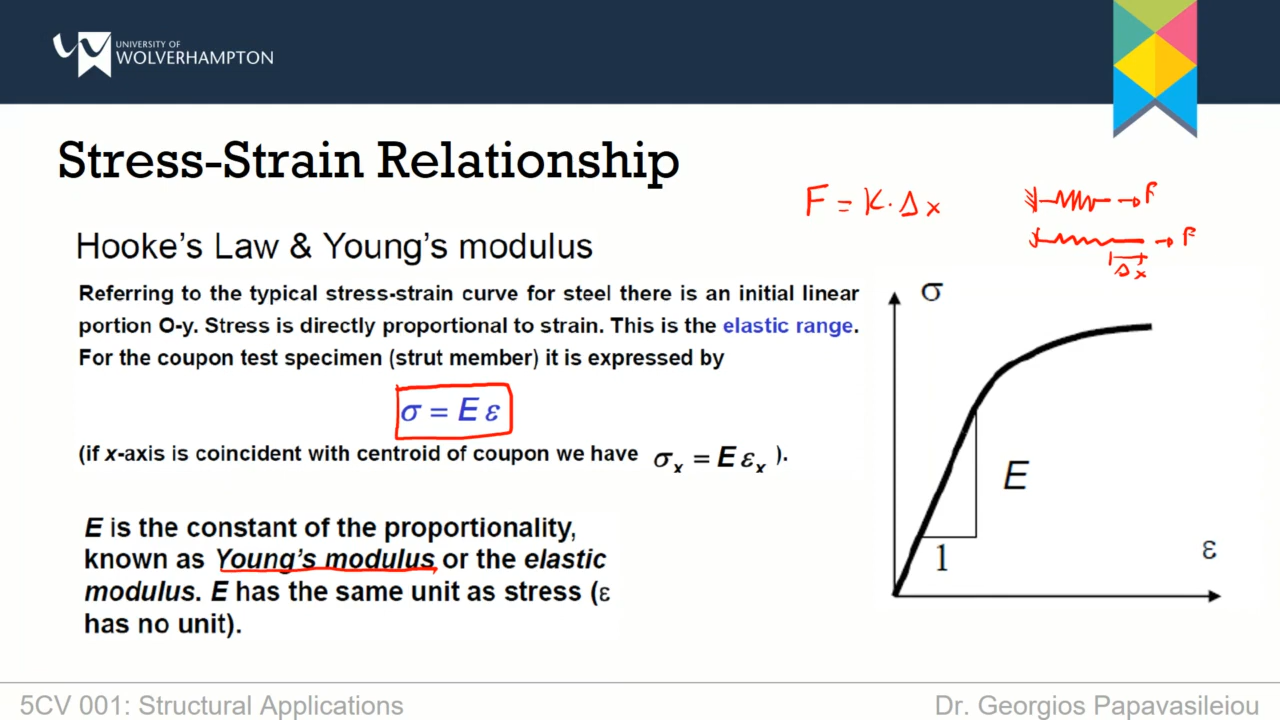 UNIVERSITY OF
WOLVERHAMPTON
Stress-Strain Relationship
F = K · Δx
F
F
Δx
Hooke's Law & Young's modulus
Referring to the typical stress-strain curve for steel there is an initial linear
portion O-y. Stress is directly proportional to strain. This is the elastic range.
For the coupon test specimen (strut member) it is expressed by
σ = E ε
(if x-axis is coincident with centroid of coupon we have σx = E εx ).
E is the constant of the proportionality,
known as Young's modulus or the elastic
modulus. E has the same unit as stress (ε
has no unit).
σ
E
1
ε
5CV 001: Structural Applications
Dr. Georgios Papavasileiou